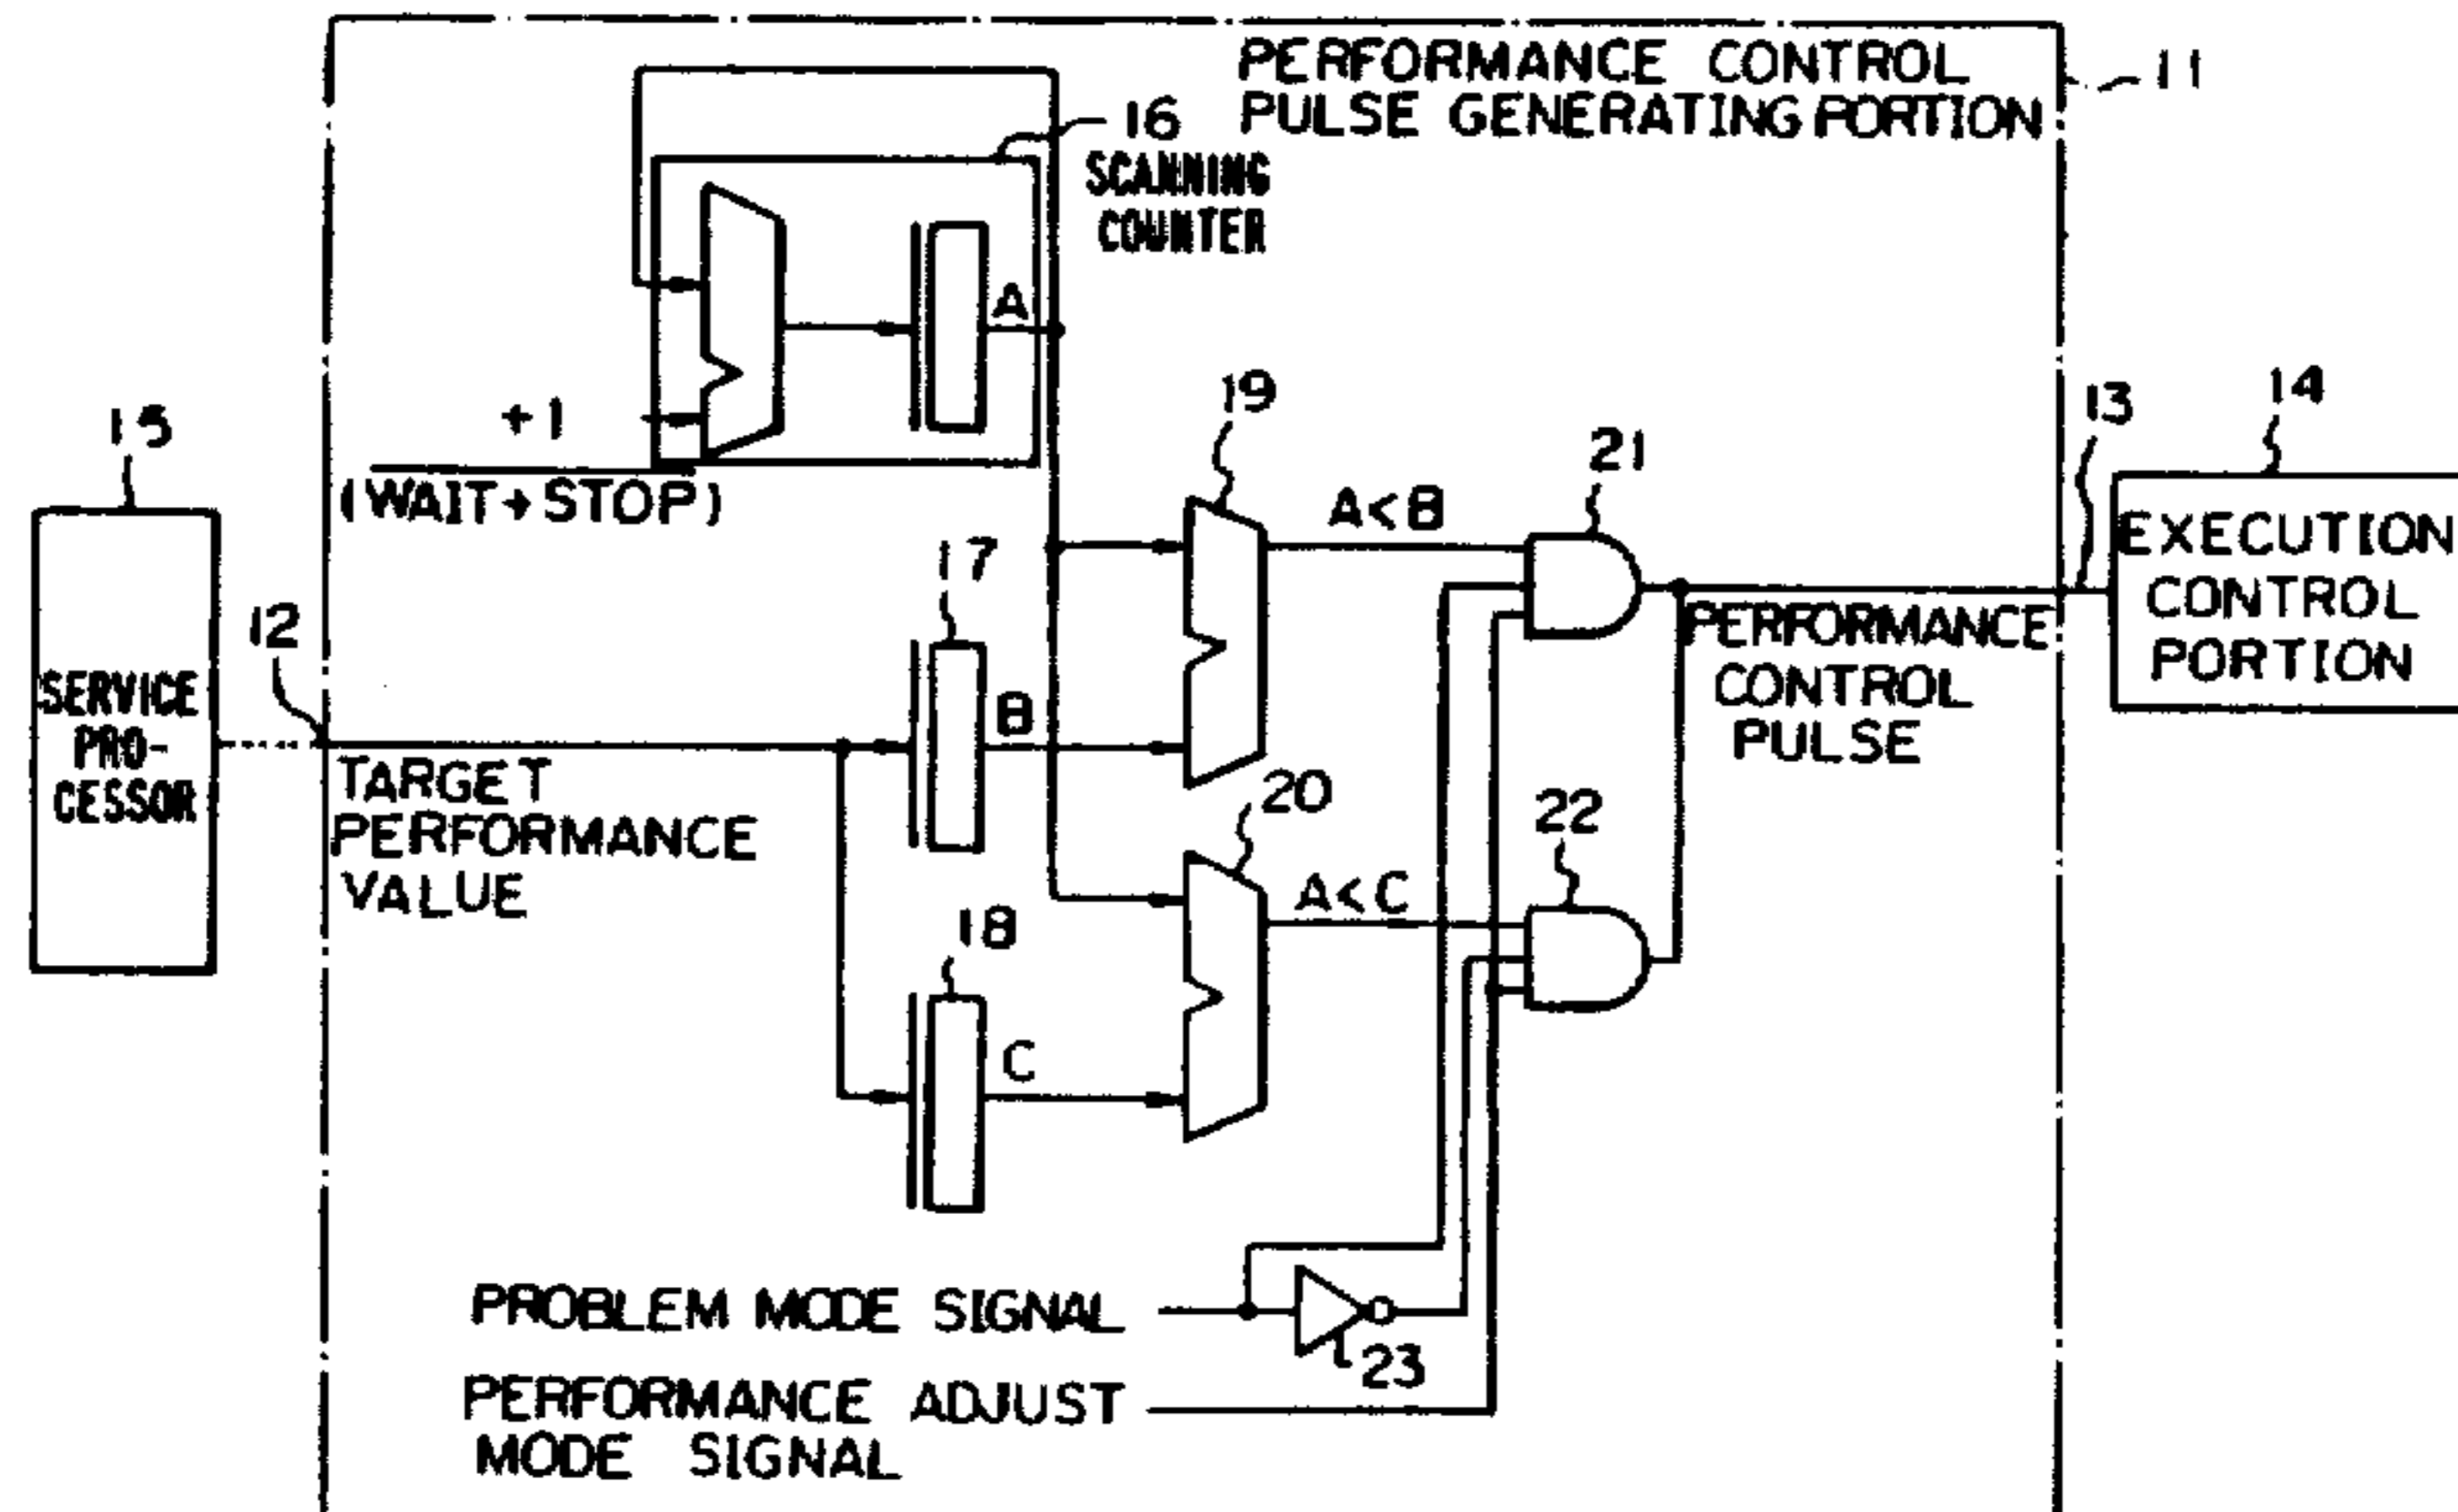 PERFORMANCE CONTROL
PULSE GENERATING PORTION
11
16
SCANNING
COUNTER
A
+1
(WAIT→STOP)
15
SERVICE
PRO-
CESSOR
12
TARGET
PERFORMANCE
VALUE
17
B
18
C
19
A<B
20
A<C
21
22
PERFORMANCE
CONTROL
PULSE
13
14
EXECUTION
CONTROL
PORTION
PROBLEM MODE SIGNAL
23
PERFORMANCE ADJUST
MODE SIGNAL